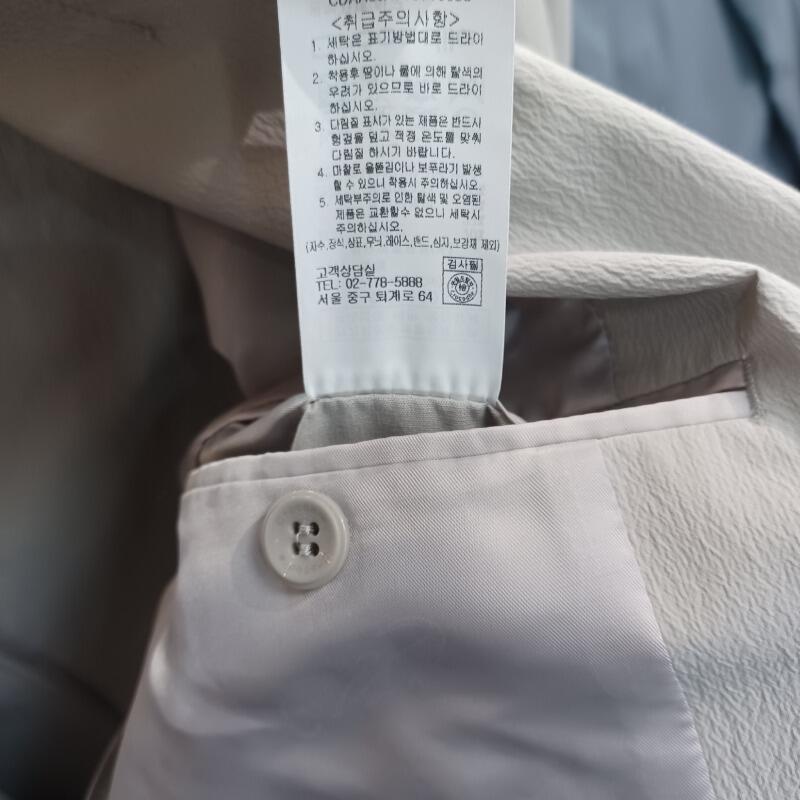 <취급주의사항>
1. 세탁은 표기방법대로 드라이
하십시오.
2. 착용후 땀이나 물에 의해 탈색의
우려가 있으므로 바로 드라이
하십시오.
3. 다림질 표시가 있는 제품은 반드시
헝겊을 덮고 적정 온도를 맞춰
다림질 하시기 바랍니다.
4. 마찰로 올뜯김이나 보푸라기 발생
할 수 있으니 착용시 주의하십시오.
5. 세탁부주의로 인한 탈색 및 오염된
제품은 교환할수 없으니 세탁시
주의하십시오.
(자수,장식,상표,무늬,레이스,밴드,심지,보강재 제외)
고객상담실
TEL: 02-778-5888
서울 중구 퇴계로 64
검사필